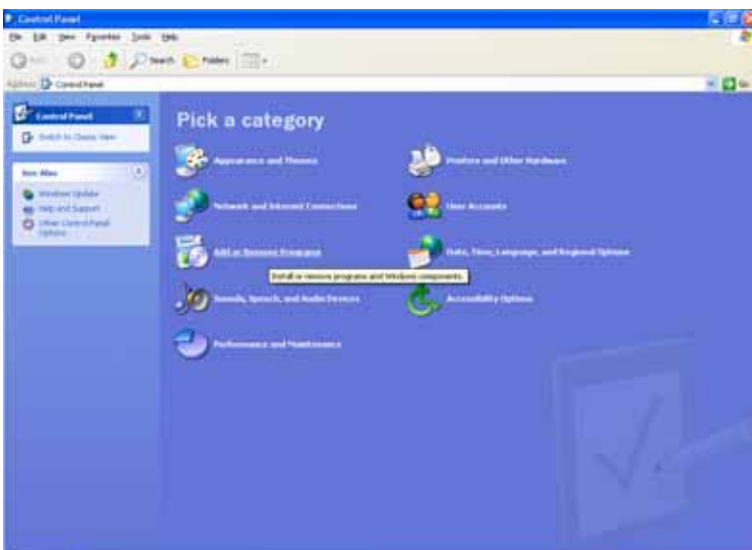 Control Panel
File Edit View Favorites Tools Help
Back Search Folders
Address Control Panel Go
Control Panel
Switch to Classic View
See Also
Windows Update
Help and Support
Other Control Panel
Options
Pick a category
Appearance and Themes
Printers and Other Hardware
Network and Internet Connections
User Accounts
Add or Remove Programs
Date, Time, Language, and Regional Options
Install or remove programs and Windows components.
Sounds, Speech, and Audio Devices
Accessibility Options
Performance and Maintenance